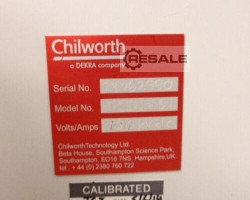 Chilworth
a DEKRA company
RESALE
Serial No.
Model No.
Volts/Amps
Chilworth Technology Ltd.
Beta House, Southampton Science Park,
Southampton, SO16 7NS, Hampshire, UK
tel + 44 (0) 2380 760 722
CALIBRATED